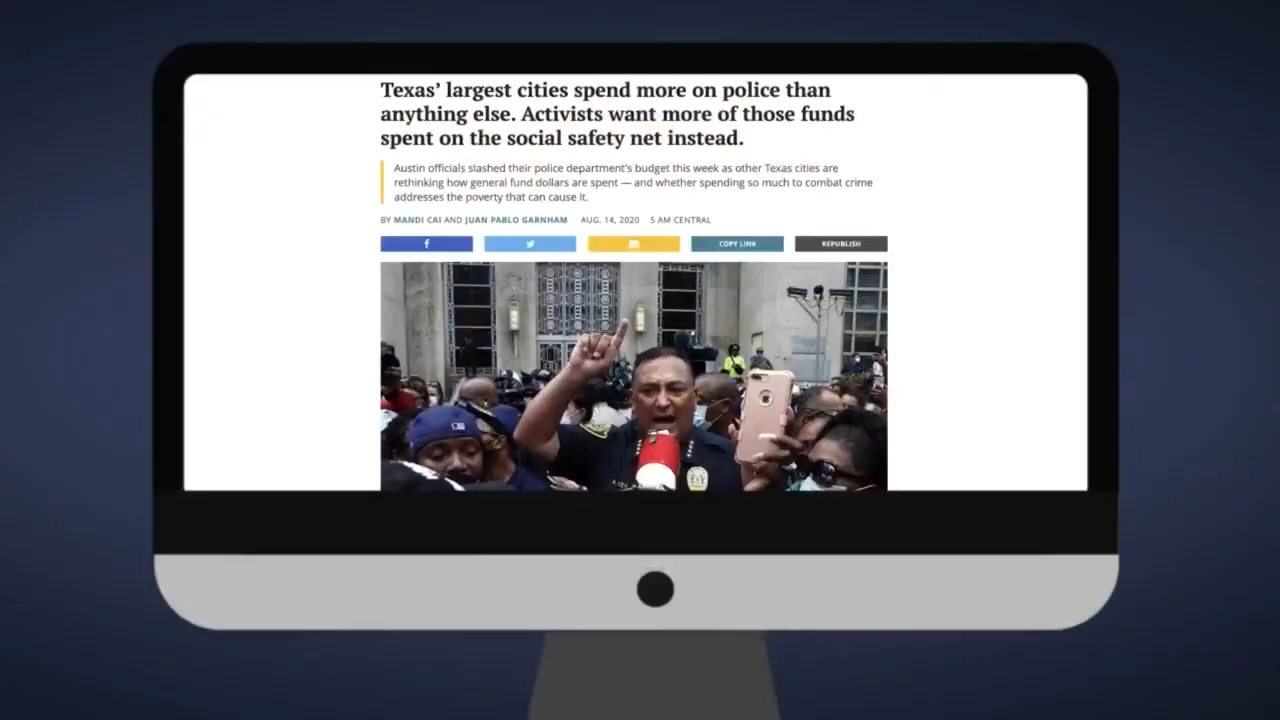 Texas’ largest cities spend more on police than
anything else. Activists want more of those funds
spent on the social safety net instead.
Austin officials slashed their police department's budget this week as other Texas cities are
rethinking how general fund dollars are spent — and whether spending so much to combat crime
addresses the poverty that can cause it.
BY MANDI CAI AND JUAN PABLO GARNHAM AUG. 14, 2020 5 AM CENTRAL
COPY LINK REPUBLISH